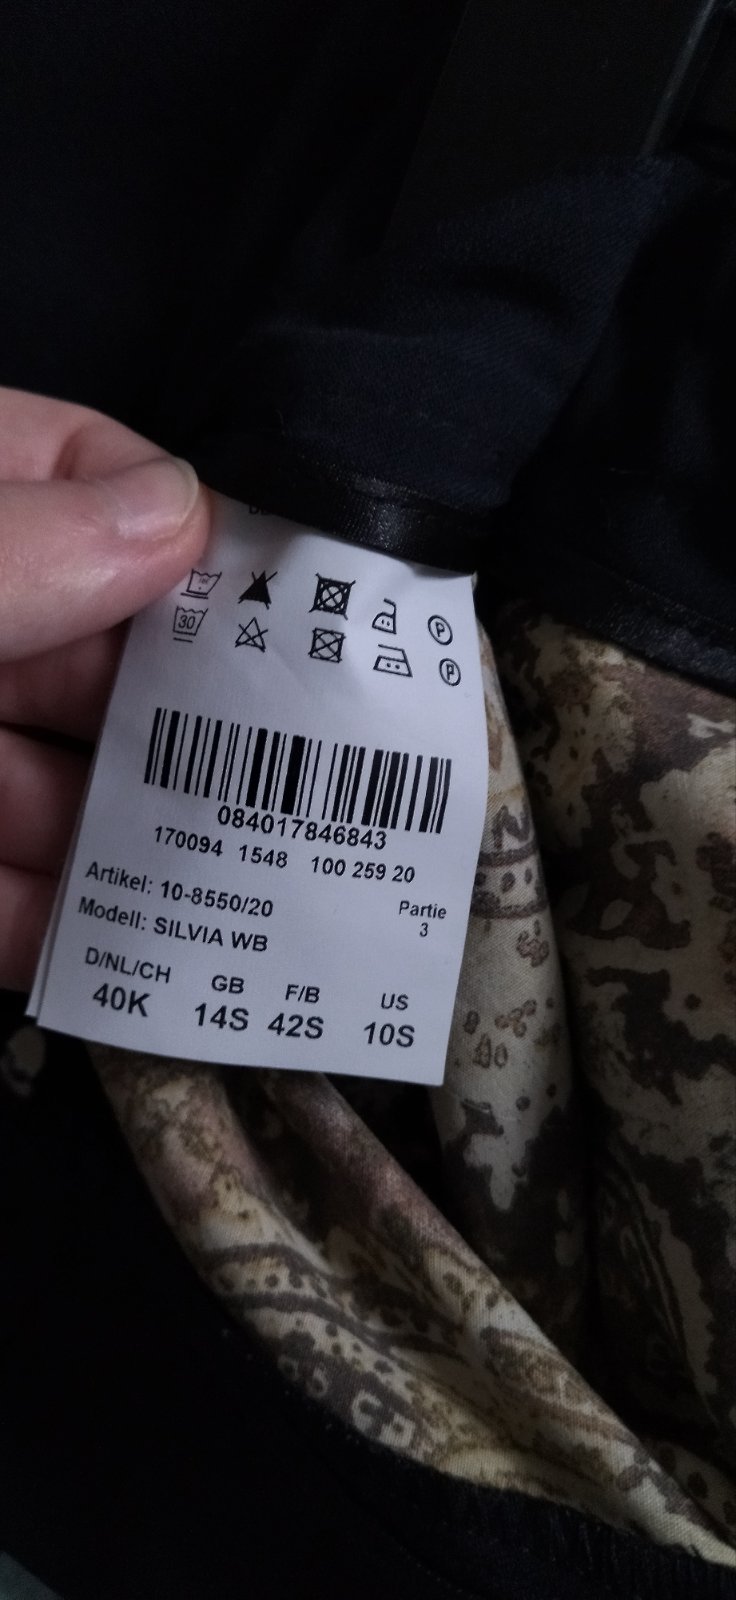 30
P
P
084017846843
170094 1548 100 259 20
Artikel: 10-8550/20
Partie
3
Modell: SILVIA WB
D/NL/CH GB F/B US
40K 14S 42S 10S